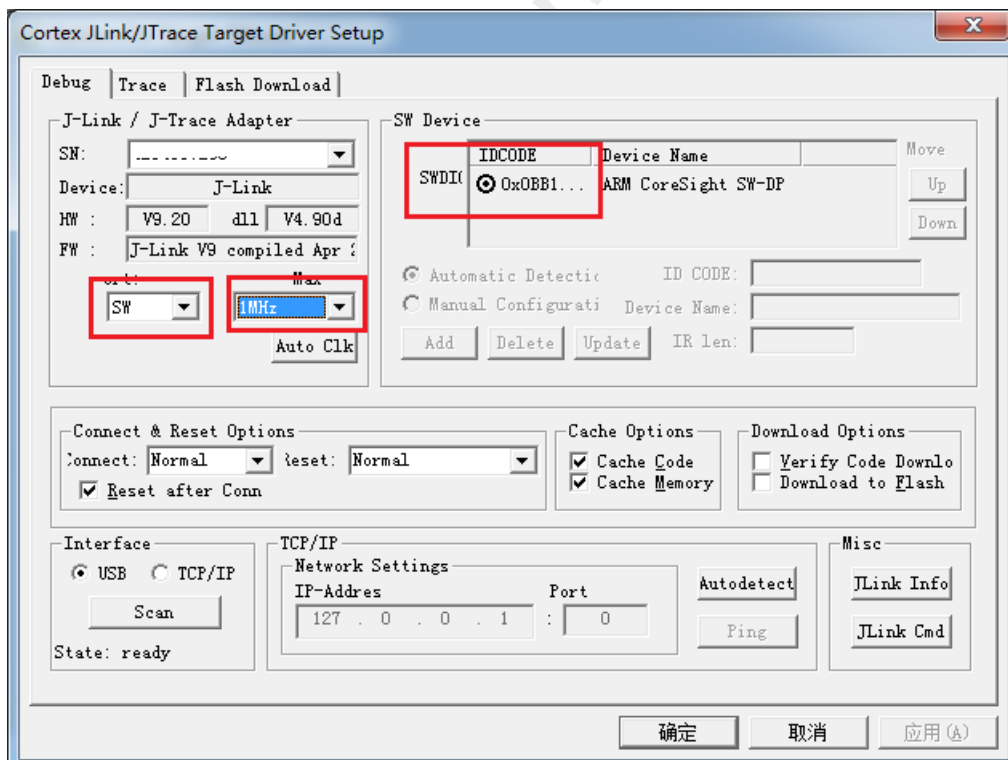 Cortex JLink/JTrace Target Driver Setup
Debug Trace Flash Download
J-Link / J-Trace Adapter
SN:
Device: J-Link
HW : V9.20 dll V4.90d
FW : J-Link V9 compiled Apr
Max
SW 1MHz
Auto Clk
SW Device
IDCODE Device Name Move
SWDI 0x0BB1... ARM CoreSight SW-DP Up
Down
Automatic Detectio ID CODE:
Manual Configurati Device Name:
Add Delete Update IR len:
Connect & Reset Options
onnect: Normal Reset: Normal
Reset after Conn
Cache Options
Cache Code
Cache Memory
Download Options
Verify Code Downlo
Download to Flash
Interface
USB TCP/IP
Scan
State: ready
TCP/IP
Network Settings
IP-Addres Port
127 . 0 . 0 . 1 : 0
Autodetect
Ping
Misc
JLink Info
JLink Cmd
确定 取消 应用(A)